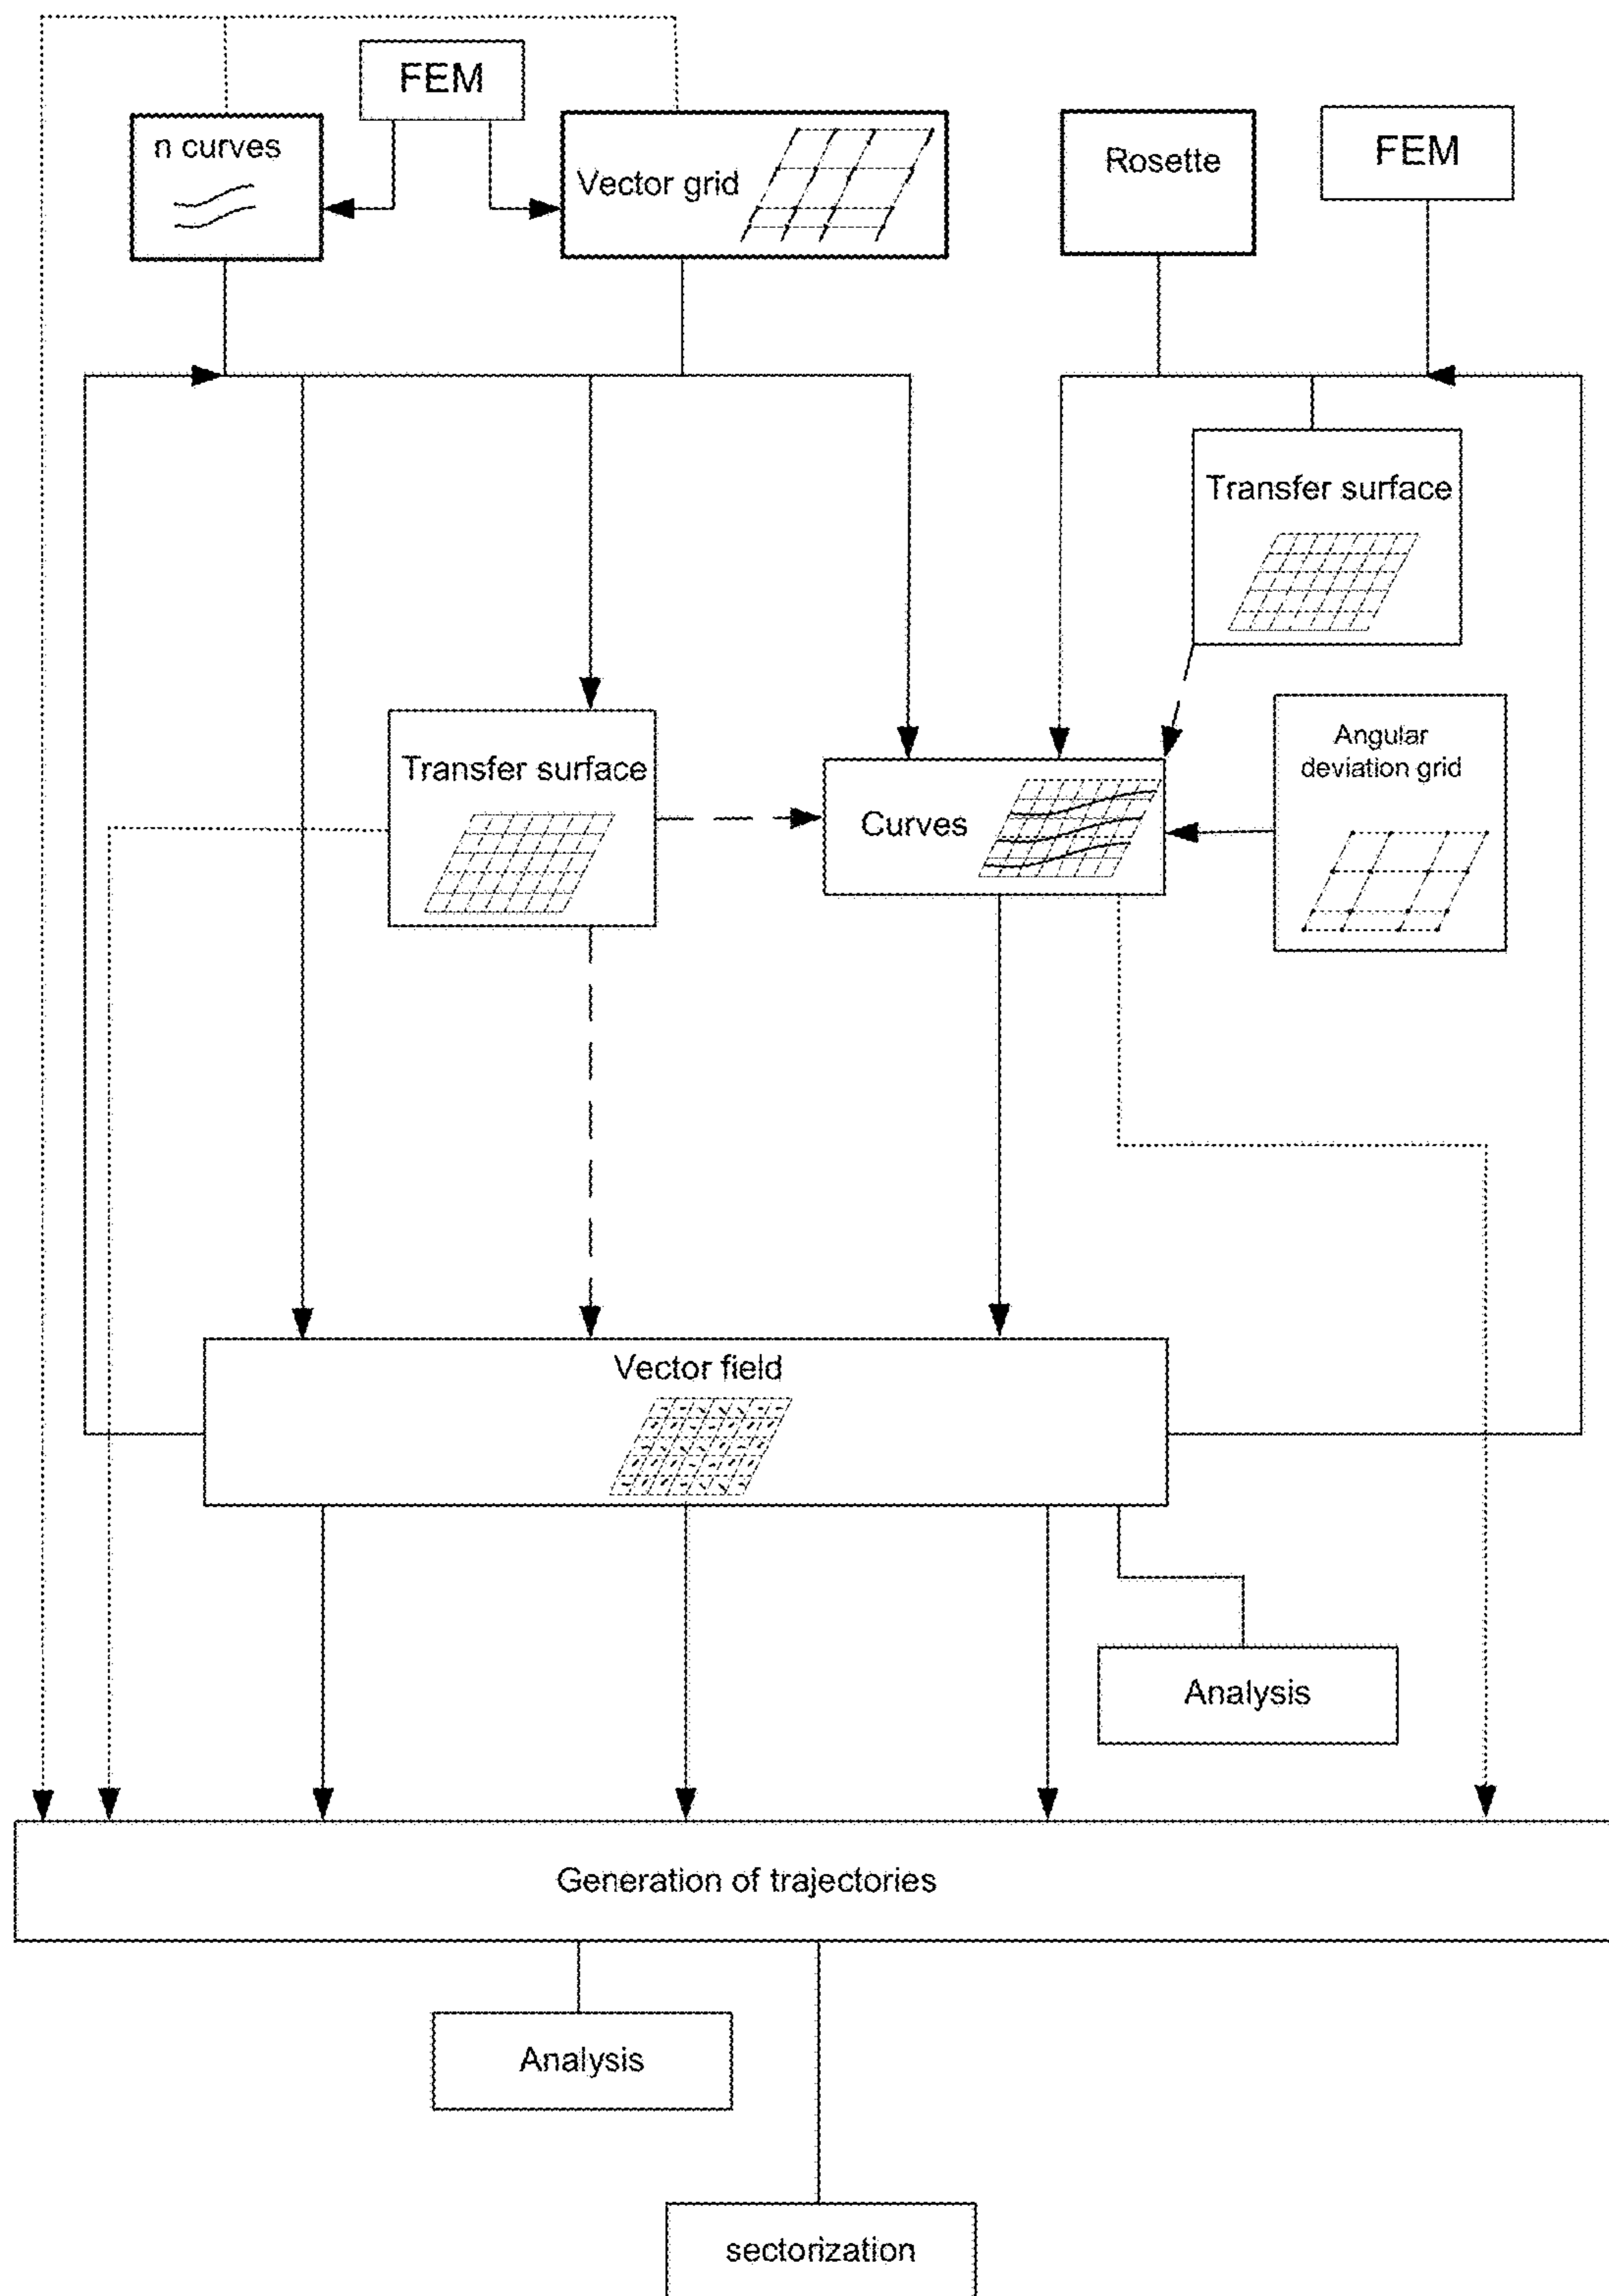 FEM
n curves
Vector grid
Rosette
FEM
Transfer surface
Angular
deviation grid
Transfer surface
Curves
Vector field
Analysis
Generation of trajectories
Analysis
sectorization